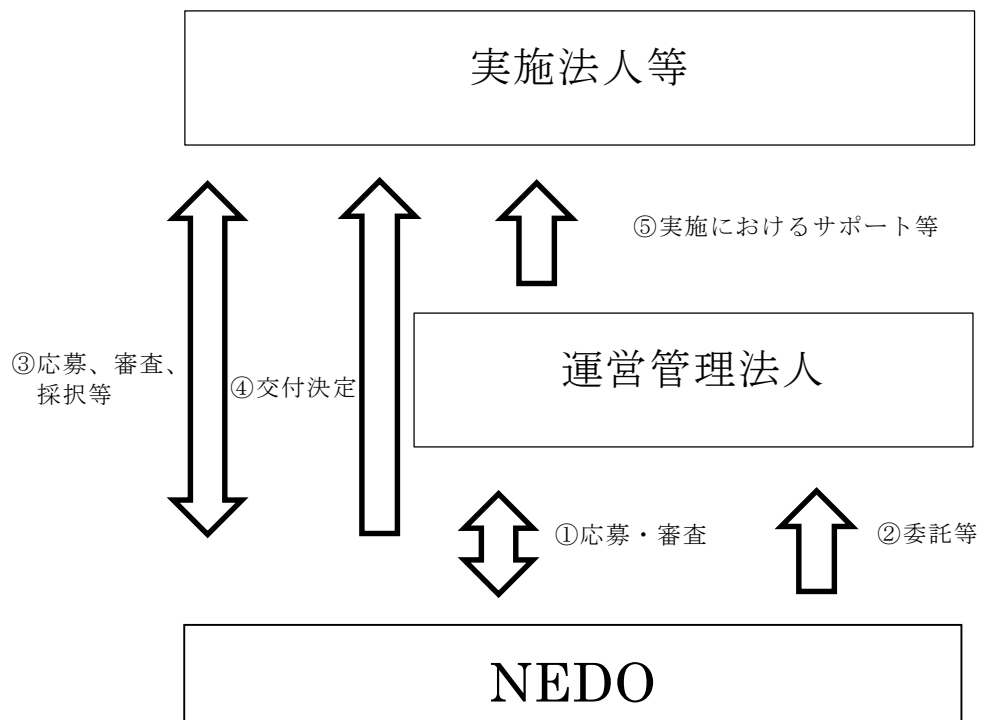 実施法人等
⑤実施におけるサポート等
運営管理法人
③応募、審査、
採択等
④交付決定
①応募・審査
②委託等
NEDO